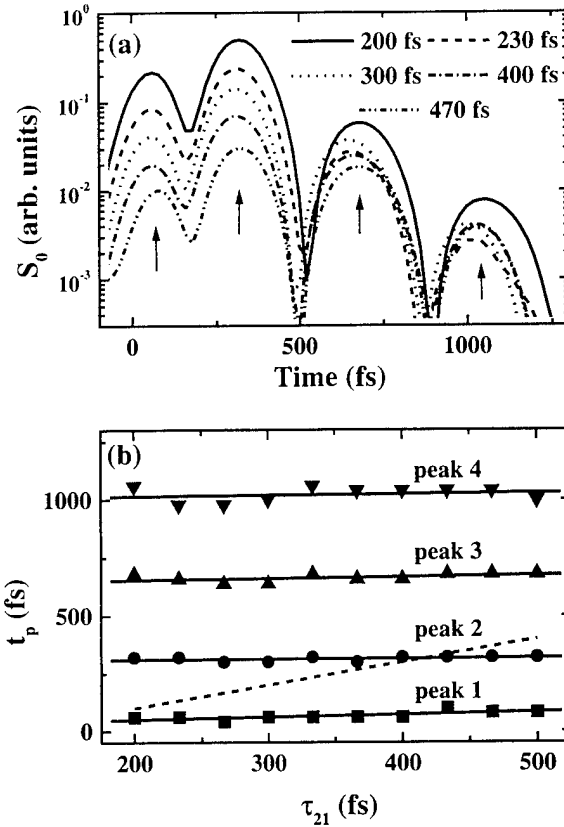 (a)
200 fs
230 fs
300 fs
400 fs
470 fs
10^0
10^-1
10^-2
10^-3
S_0 (arb. units)
0
500
1000
Time (fs)
(b)
peak 4
peak 3
peak 2
peak 1
1000
500
0
t_p (fs)
200
300
400
500
τ_21 (fs)